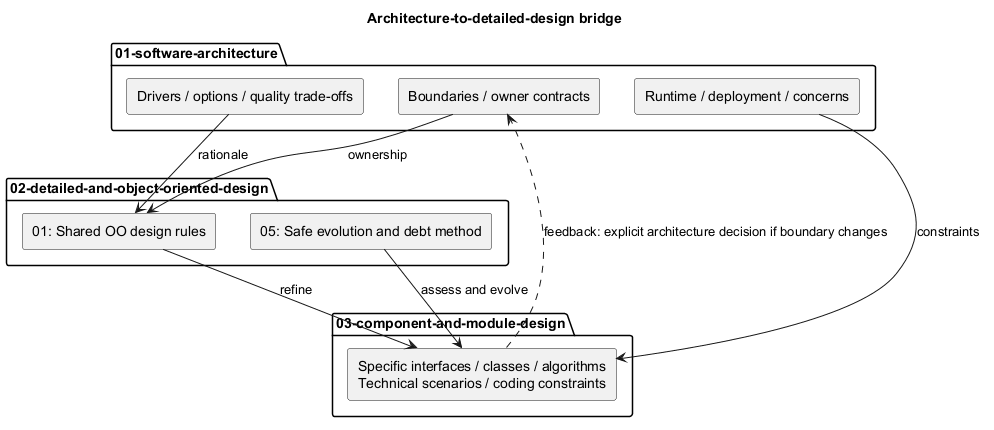 Architecture-to-detailed-design bridge
01-software-architecture
Drivers / options / quality trade-offs
Boundaries / owner contracts
Runtime / deployment / concerns
rationale
ownership
02-detailed-and-object-oriented-design
01: Shared OO design rules
05: Safe evolution and debt method
feedback: explicit architecture decision if boundary changes
constraints
refine
assess and evolve
03-component-and-module-design
Specific interfaces / classes / algorithms
Technical scenarios / coding constraints